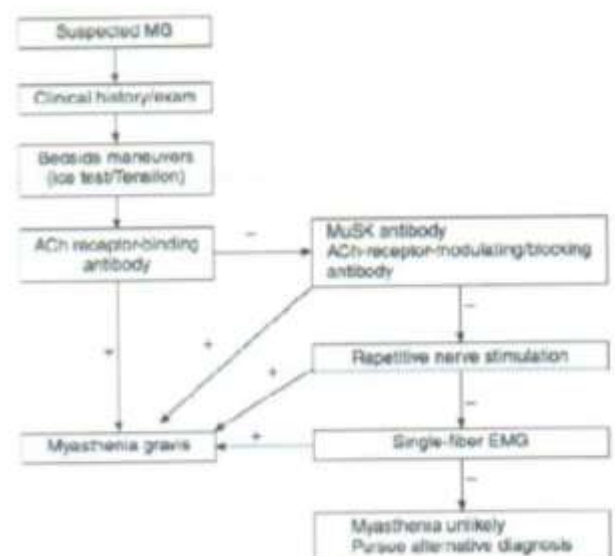 Suspected MG
Clinical history/exam
Bedside maneuvers
(ice test/Tensilon)
ACh receptor-binding
antibody
−
MuSK antibody
ACh-receptor-modulating/blocking
antibody
+
+
−
Repetitive nerve stimulation
+
−
Myasthenia gravis
+
Single-fiber EMG
−
Myasthenia unlikely
Pursue alternative diagnosis